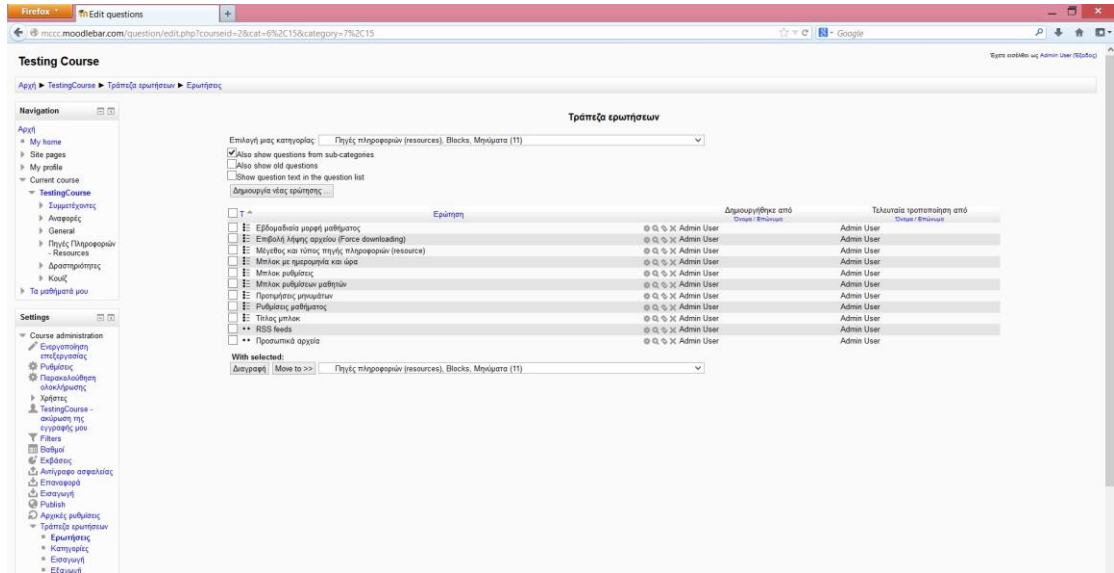 Firefox
Edit questions
mccc.moodlebar.com/question/edit.php?courseid=2&cat=6%2C15&category=7%2C15
Google
Testing Course
Έχετε εισέλθει ως Admin User (Έξοδος)
Αρχή ► TestingCourse ► Τράπεζα ερωτήσεων ► Ερωτήσεις
Navigation
Αρχή
My home
Site pages
My profile
Current course
TestingCourse
Συμμετέχοντες
Αναφορές
General
Πηγές Πληροφοριών
- Resources
Δραστηριότητες
Κουίζ
Τα μαθήματά μου
Settings
Course administration
Ενεργοποίηση
επεξεργασίας
Ρυθμίσεις
Παρακολούθηση
ολοκλήρωσης
Χρήστες
TestingCourse -
ακύρωση της
εγγραφής μου
Filters
Βαθμοί
Εκβάσεις
Αντίγραφο ασφαλείας
Επαναφορά
Εισαγωγή
Publish
Αρχικές ρυθμίσεις
Τράπεζα ερωτήσεων
Ερωτήσεις
Κατηγορίες
Εισαγωγή
Εξαγωγή
Τράπεζα ερωτήσεων
Επιλογή μιας κατηγορίας: Πηγές πληροφοριών (resources), Blocks, Μηνύματα (11)
Also show questions from sub-categories
Also show old questions
Show question text in the question list
Δημιουργία νέας ερώτησης ...
T Ερώτηση Δημιουργήθηκε από Τελευταία τροποποίηση από
Όνομα / Επώνυμο Όνομα / Επώνυμο
Εβδομαδιαία μορφή μαθήματος Admin User Admin User
Επιβολή λήψης αρχείου (Force downloading) Admin User Admin User
Μέγεθος και τύπος πηγής πληροφοριών (resource) Admin User Admin User
Μπλοκ με ημερομηνία και ώρα Admin User Admin User
Μπλοκ ρυθμίσεις Admin User Admin User
Μπλοκ ρυθμίσεων μαθητών Admin User Admin User
Προτιμήσεις μηνυμάτων Admin User Admin User
Ρυθμίσεις μαθήματος Admin User Admin User
Τίτλος μπλοκ Admin User Admin User
RSS feeds Admin User Admin User
Προσωπικά αρχεία Admin User Admin User
With selected:
Διαγραφή Move to >> Πηγές πληροφοριών (resources), Blocks, Μηνύματα (11)